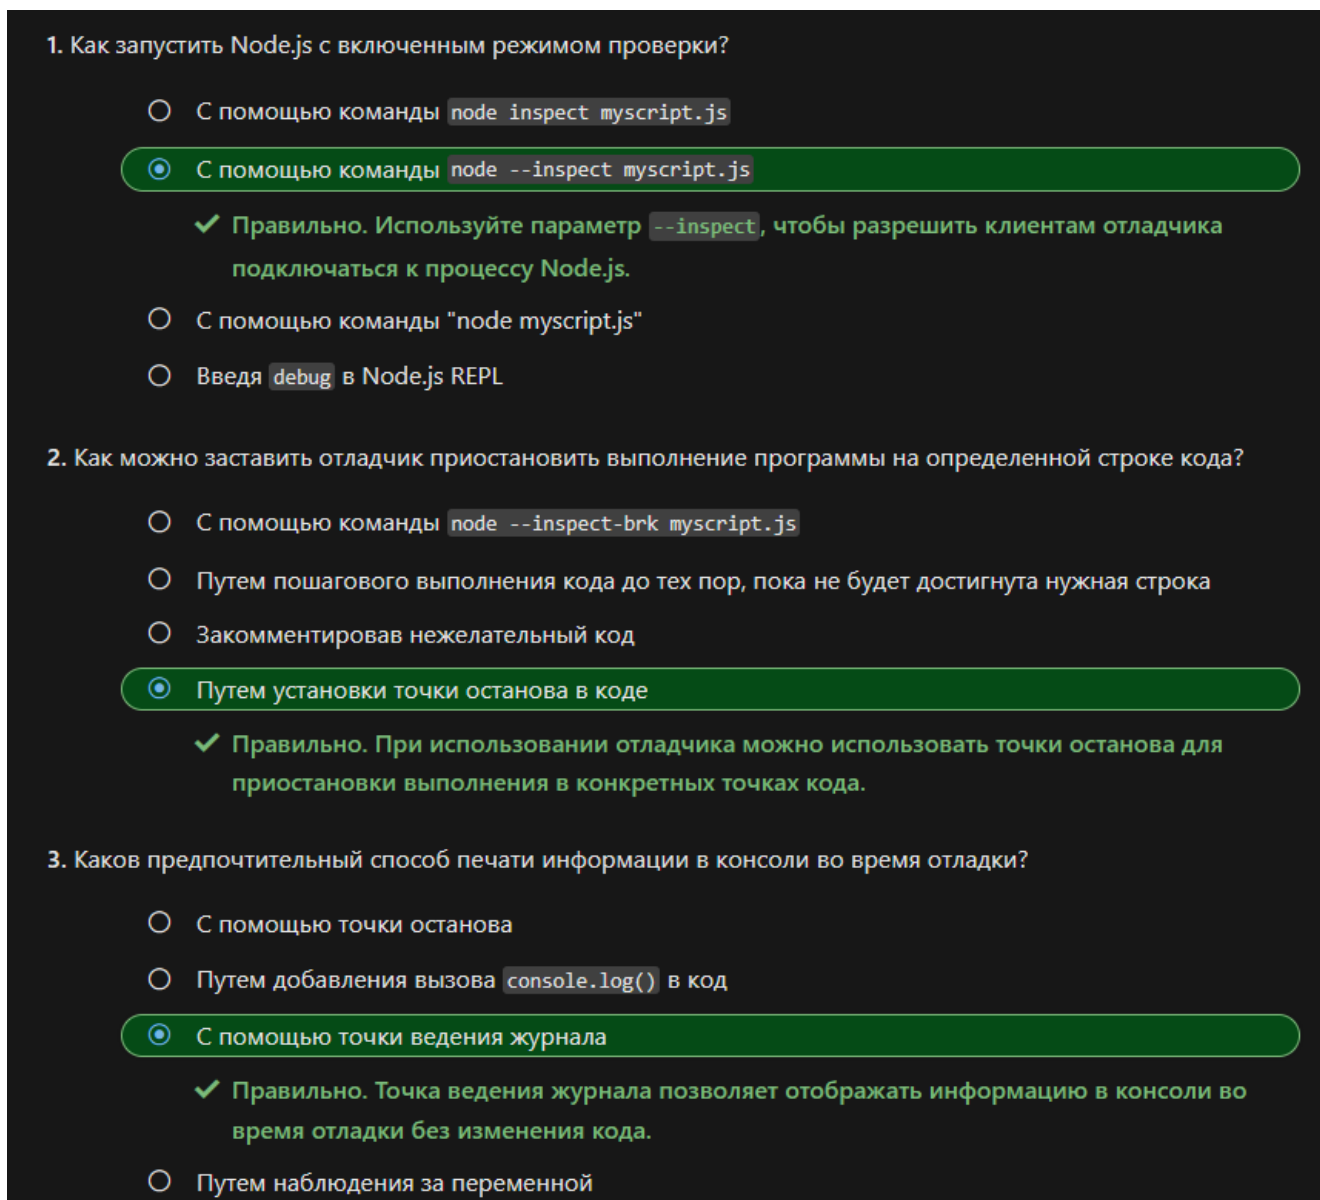 1. Как запустить Node.js с включенным режимом проверки?
С помощью команды node inspect myscript.js
С помощью команды node --inspect myscript.js
Правильно. Используйте параметр --inspect, чтобы разрешить клиентам отладчика
подключаться к процессу Node.js.
С помощью команды "node myscript.js"
Введя debug в Node.js REPL
2. Как можно заставить отладчик приостановить выполнение программы на определенной строке кода?
С помощью команды node --inspect-brk myscript.js
Путем пошагового выполнения кода до тех пор, пока не будет достигнута нужная строка
Закомментировав нежелательный код
Путем установки точки останова в коде
Правильно. При использовании отладчика можно использовать точки останова для
приостановки выполнения в конкретных точках кода.
3. Каков предпочтительный способ печати информации в консоли во время отладки?
С помощью точки останова
Путем добавления вызова console.log() в код
С помощью точки ведения журнала
Правильно. Точка ведения журнала позволяет отображать информацию в консоли во
время отладки без изменения кода.
Путем наблюдения за переменной